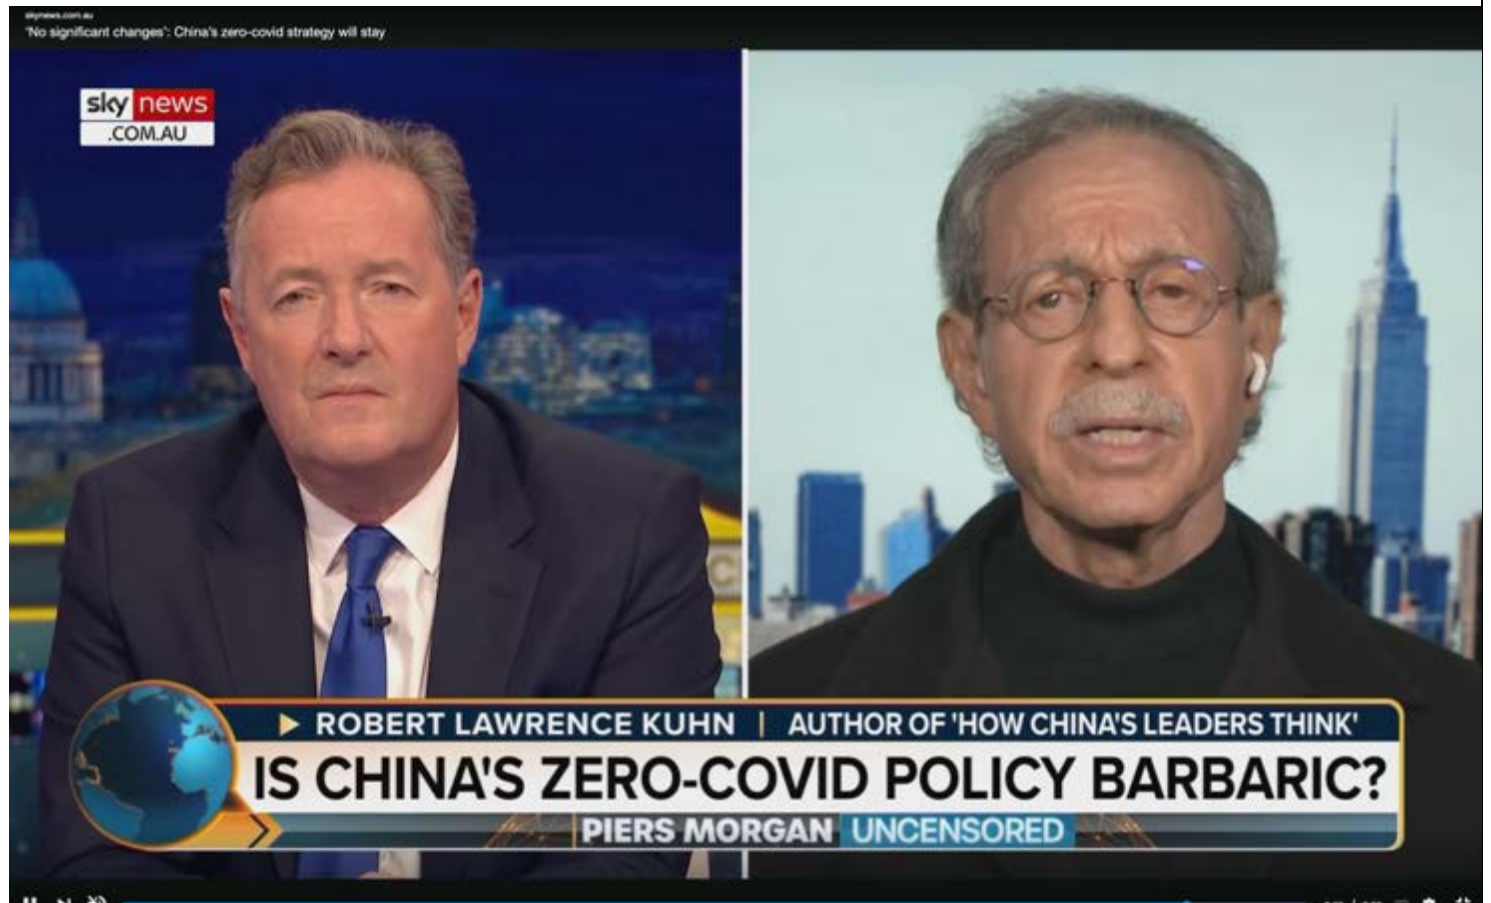 skynews.com.au
'No significant changes': China's zero-covid strategy will stay
sky news
.COM.AU
ROBERT LAWRENCE KUHN | AUTHOR OF 'HOW CHINA'S LEADERS THINK'
IS CHINA'S ZERO-COVID POLICY BARBARIC?
PIERS MORGAN UNCENSORED